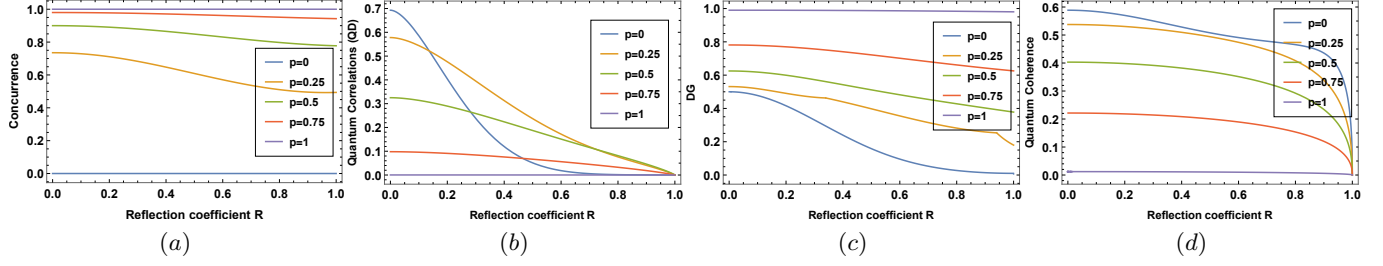 Concurrence
1.0
0.8
0.6
0.4
0.2
0.0
p=0
p=0.25
p=0.5
p=0.75
p=1
0.0 0.2 0.4 0.6 0.8 1.0
Reflection coefficient R
(a)
Quantum Correlations (QD)
0.7
0.6
0.5
0.4
0.3
0.2
0.1
0.0
p=0
p=0.25
p=0.5
p=0.75
p=1
0.0 0.2 0.4 0.6 0.8 1.0
Reflection coefficient R
(b)
DG
1.0
0.8
0.6
0.4
0.2
0.0
p=0
p=0.25
p=0.5
p=0.75
p=1
0.0 0.2 0.4 0.6 0.8 1.0
Reflection coefficient R
(c)
Quantum Coherence
0.6
0.5
0.4
0.3
0.2
0.1
0.0
p=0
p=0.25
p=0.5
p=0.75
p=1
0.0 0.2 0.4 0.6 0.8 1.0
Reflection coefficient R
(d)